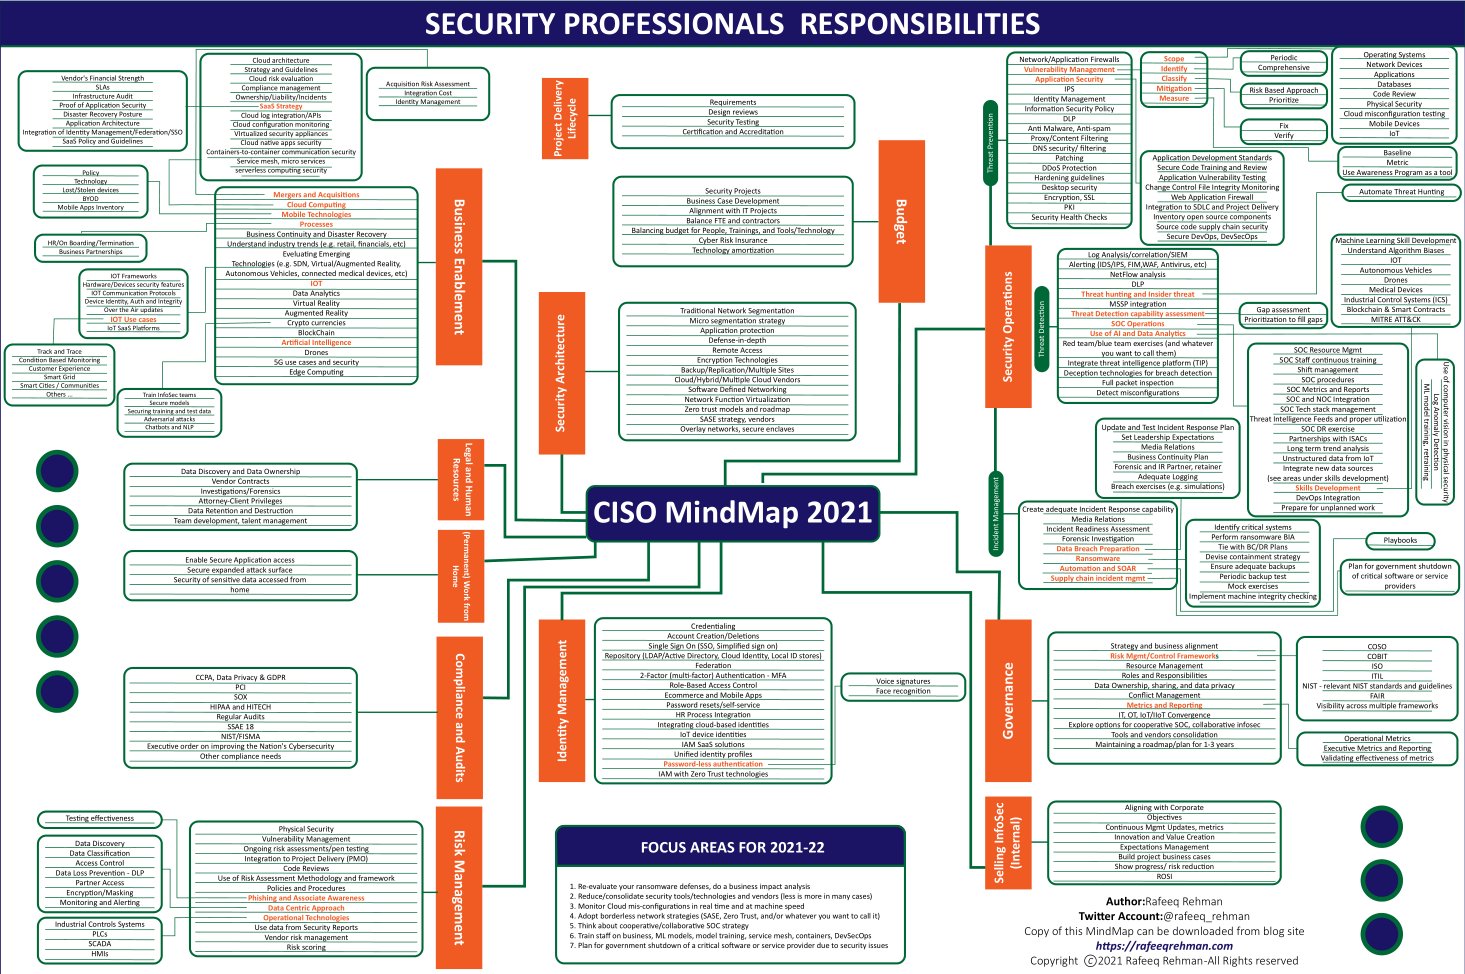 SECURITY PROFESSIONALS RESPONSIBILITIES
Vendor's Financial Strength
SLAs
Infrastructure Audit
Proof of Application Security
Disaster Recovery Posture
Application Architecture
Integration of Identity Management/Federation/SSO
SaaS Policy and Guidelines
Cloud architecture
Strategy and Guidelines
Cloud risk evaluation
Compliance management
Ownership/Liability/Incidents
SaaS Strategy
Cloud log integration/APIs
Cloud configuration monitoring
Virtualized security appliances
Cloud native apps security
Containers-to-container communication security
Service mesh, micro services
serverless computing security
Acquisition Risk Assessment
Integration Cost
Identity Management
Policy
Technology
Lost/Stolen devices
BYOD
Mobile Apps Inventory
HR/On Boarding/Termination
Business Partnerships
IOT Frameworks
Hardware/Devices security features
IOT Communication Protocols
Device Identity, Auth and Integrity
Over the Air updates
IOT Use cases
IoT SaaS Platforms
Track and Trace
Condition Based Monitoring
Customer Experience
Smart Grid
Smart Cities / Communities
Others ...
Train InfoSec teams
Secure models
Securing training and test data
Adversarial attacks
Chatbots and NLP
Mergers and Acquisitions
Cloud Computing
Mobile Technologies
Processes
Business Continuity and Disaster Recovery
Understand industry trends (e.g. retail, financials, etc)
Evaluating Emerging
Technologies (e.g. SDN, Virtual/Augmented Reality,
Autonomous Vehicles, connected medical devices, etc)
IOT
Data Analytics
Virtual Reality
Augmented Reality
Crypto currencies
BlockChain
Artificial Intelligence
Drones
5G use cases and security
Edge Computing
Business Enablement
Project Delivery
Lifecycle
Requirements
Design reviews
Security Testing
Certification and Accreditation
Security Projects
Business Case Development
Alignment with IT Projects
Balance FTE and contractors
Balancing budget for People, Trainings, and Tools/Technology
Cyber Risk Insurance
Technology amortization
Budget
Security Architecture
Traditional Network Segmentation
Micro segmentation strategy
Application protection
Defense-in-depth
Remote Access
Encryption Technologies
Backup/Replication/Multiple Sites
Cloud/Hybrid/Multiple Cloud Vendors
Software Defined Networking
Network Function Virtualization
Zero trust models and roadmap
SASE strategy, vendors
Overlay networks, secure enclaves
Security Operations
Threat Prevention
Network/Application Firewalls
Vulnerability Management
Application Security
IPS
Identity Management
Information Security Policy
DLP
Anti Malware, Anti-spam
Proxy/Content Filtering
DNS security/ filtering
Patching
DDoS Protection
Hardening guidelines
Desktop security
Encryption, SSL
PKI
Security Health Checks
Scope
Identify
Classify
Mitigation
Measure
Periodic
Comprehensive
Risk Based Approach
Prioritize
Fix
Verify
Operating Systems
Network Devices
Applications
Databases
Code Review
Physical Security
Cloud misconfiguration testing
Mobile Devices
IoT
Baseline
Metric
Use Awareness Program as a tool
Application Development Standards
Secure Code Training and Review
Application Vulnerability Testing
Change Control File Integrity Monitoring
Web Application Firewall
Integration to SDLC and Project Delivery
Inventory open source components
Source code supply chain security
Secure DevOps, DevSecOps
Automate Threat Hunting
Threat Detection
Log Analysis/correlation/SIEM
Alerting (IDS/IPS, FIM,WAF, Antivirus, etc)
NetFlow analysis
DLP
Threat hunting and Insider threat
MSSP integration
Threat Detection capability assessment
SOC Operations
Use of AI and Data Analytics
Red team/blue team exercises (and whatever
you want to call them)
Integrate threat intelligence platform (TIP)
Deception technologies for breach detection
Full packet inspection
Detect misconfigurations
Gap assessment
Prioritization to fill gaps
Machine Learning Skill Development
Understand Algorithm Biases
IOT
Autonomous Vehicles
Drones
Medical Devices
Industrial Control Systems (ICS)
Blockchain & Smart Contracts
MITRE ATT&CK
SOC Resource Mgmt
SOC Staff continuous training
Shift management
SOC procedures
SOC Metrics and Reports
SOC and NOC Integration
SOC Tech stack management
Threat Intelligence Feeds and proper utilization
SOC DR exercise
Partnerships with ISACs
Long term trend analysis
Unstructured data from IoT
Integrate new data sources
(see areas under skills development)
Skills Development
DevOps Integration
Prepare for unplanned work
Use of computer vision in physical security
Log Anomaly Detection
ML model training, retraining
Incident Management
Update and Test Incident Response Plan
Set Leadership Expectations
Media Relations
Business Continuity Plan
Forensic and IR Partner, retainer
Adequate Logging
Breach exercises (e.g. simulations)
Create adequate Incident Response capability
Media Relations
Incident Readiness Assessment
Forensic Investigation
Data Breach Preparation
Ransomware
Automation and SOAR
Supply chain incident mgmt
Identify critical systems
Perform ransomware BIA
Tie with BC/DR Plans
Devise containment strategy
Ensure adequate backups
Periodic backup test
Mock exercises
Implement machine integrity checking
Playbooks
Plan for government shutdown
of critical software or service
providers
CISO MindMap 2021
Legal and Human
Resources
Data Discovery and Data Ownership
Vendor Contracts
Investigations/Forensics
Attorney-Client Privileges
Data Retention and Destruction
Team development, talent management
(Permanent) Work from
Home
Enable Secure Application access
Secure expanded attack surface
Security of sensitive data accessed from
home
Compliance and Audits
CCPA, Data Privacy & GDPR
PCI
SOX
HIPAA and HITECH
Regular Audits
SSAE 18
NIST/FISMA
Executive order on improving the Nation's Cybersecurity
Other compliance needs
Identity Management
Credentialing
Account Creation/Deletions
Single Sign On (SSO, Simplified sign on)
Repository (LDAP/Active Directory, Cloud Identity, Local ID stores)
Federation
2-Factor (multi-factor) Authentication - MFA
Role-Based Access Control
Ecommerce and Mobile Apps
Password resets/self-service
HR Process Integration
Integrating cloud-based identities
IoT device identities
IAM SaaS solutions
Unified identity profiles
Password-less authentication
IAM with Zero Trust technologies
Voice signatures
Face recognition
Governance
Strategy and business alignment
Risk Mgmt/Control Frameworks
Resource Management
Roles and Responsibilities
Data Ownership, sharing, and data privacy
Conflict Management
Metrics and Reporting
IT, OT, IoT/IIoT Convergence
Explore options for cooperative SOC, collaborative infosec
Tools and vendors consolidation
Maintaining a roadmap/plan for 1-3 years
COSO
COBIT
ISO
ITIL
NIST - relevant NIST standards and guidelines
FAIR
Visibility across multiple frameworks
Operational Metrics
Executive Metrics and Reporting
Validating effectiveness of metrics
Selling InfoSec
(Internal)
Aligning with Corporate
Objectives
Continuous Mgmt Updates, metrics
Innovation and Value Creation
Expectations Management
Build project business cases
Show progress/ risk reduction
ROSI
Risk Management
Physical Security
Vulnerability Management
Ongoing risk assessments/pen testing
Integration to Project Delivery (PMO)
Code Reviews
Use of Risk Assessment Methodology and framework
Policies and Procedures
Phishing and Associate Awareness
Data Centric Approach
Operational Technologies
Use data from Security Reports
Vendor risk management
Risk scoring
Testing effectiveness
Data Discovery
Data Classification
Access Control
Data Loss Prevention - DLP
Partner Access
Encryption/Masking
Monitoring and Alerting
Industrial Controls Systems
PLCs
SCADA
HMIs
FOCUS AREAS FOR 2021-22
1. Re-evaluate your ransomware defenses, do a business impact analysis
2. Reduce/consolidate security tools/technologies and vendors (less is more in many cases)
3. Monitor Cloud mis-configurations in real time and at machine speed
4. Adopt borderless network strategies (SASE, Zero Trust, and/or whatever you want to call it)
5. Think about cooperative/collaborative SOC strategy
6. Train staff on business, ML models, model training, service mesh, containers, DevSecOps
7. Plan for government shutdown of a critical software or service provider due to security issues
Author:Rafeeq Rehman
Twitter Account:@rafeeq_rehman
Copy of this MindMap can be downloaded from blog site
https://rafeeqrehman.com
Copyright ©2021 Rafeeq Rehman-All Rights reserved